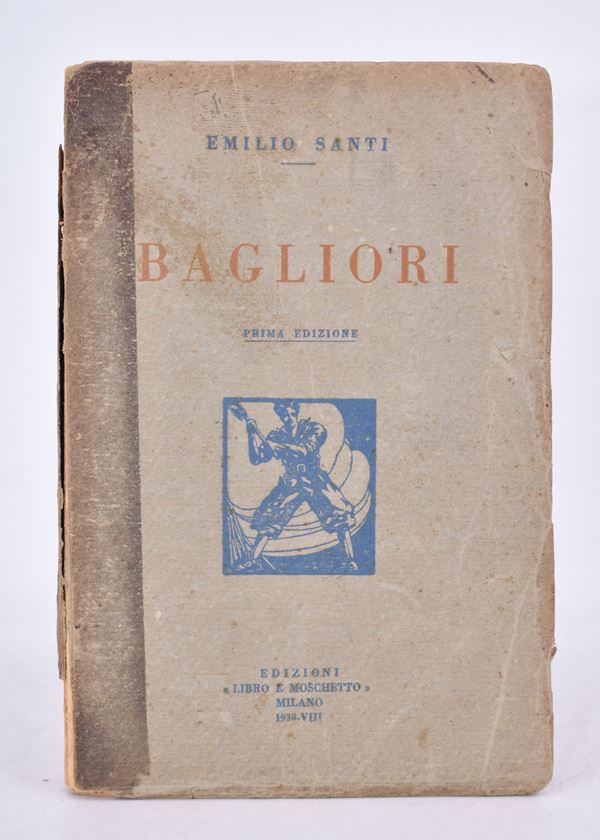 EMILIO SANTI
BAGLIORI
PRIMA EDIZIONE
EDIZIONI
« LIBRO E MOSCHETTO »
MILANO
1930-VIII